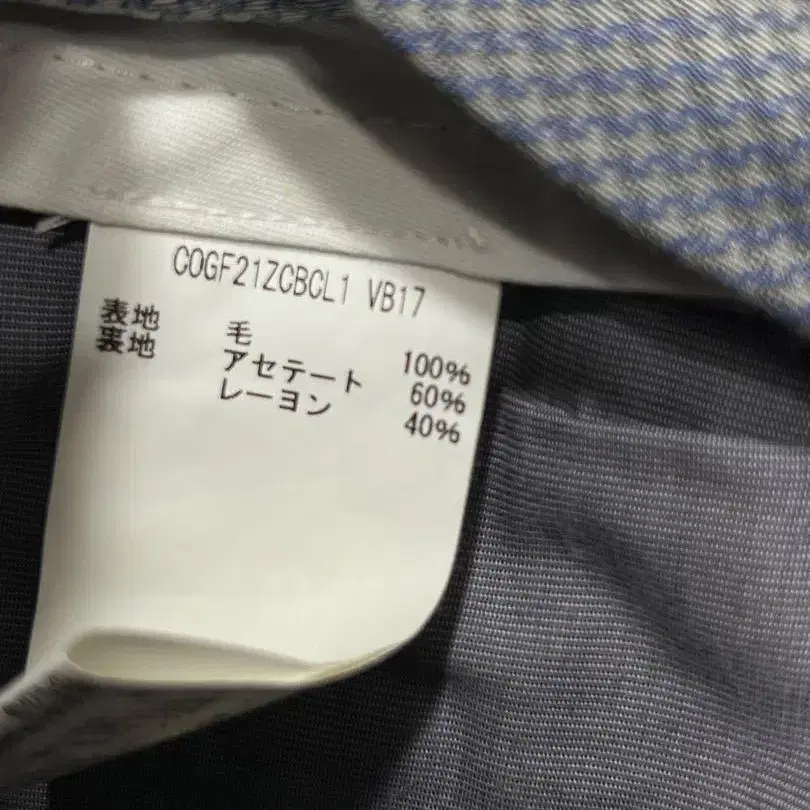 COGF21ZCBCL1 VB17
表地 毛 100%
裏地 アセテート 60%
レーヨン 40%